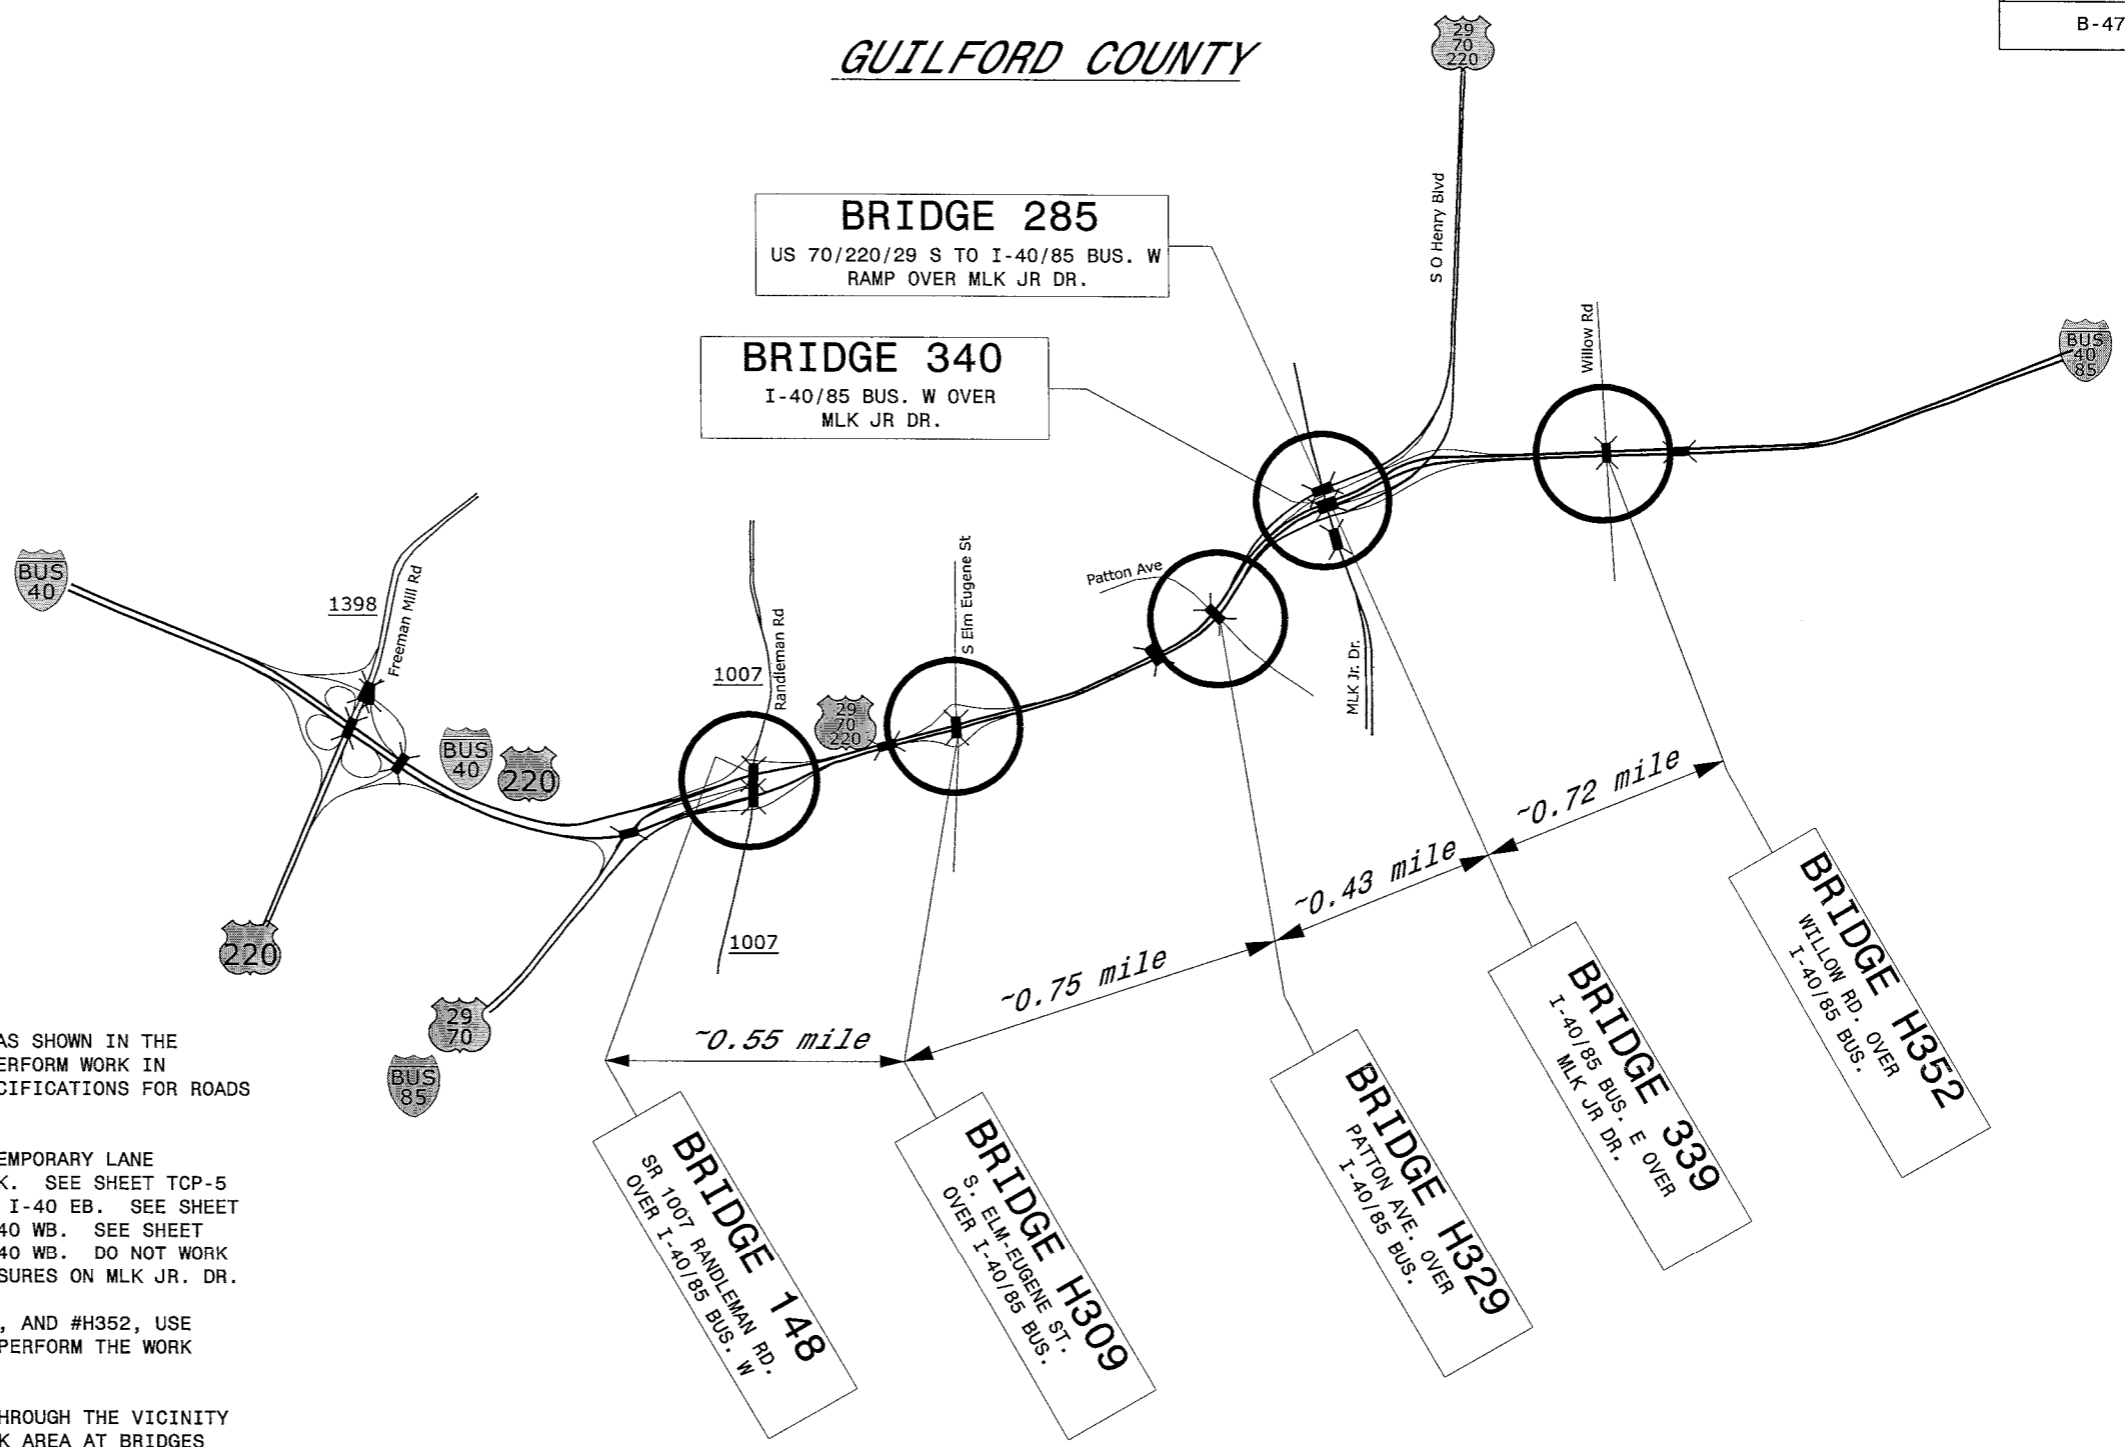 GUILFORD COUNTY
B-47
29
70
220
BRIDGE 285
US 70/220/29 S TO I-40/85 BUS. W
RAMP OVER MLK JR DR.
S O Henry Blvd
BRIDGE 340
I-40/85 BUS. W OVER
MLK JR DR.
Willow Rd
BUS
40
85
BUS
40
1398
Freeman Mill Rd
1007
Randleman Rd
S Elm Eugene St
Patton Ave
MLK Jr. Dr.
29
70
220
BUS
40
220
220
1007
29
70
BUS
85
~0.55 mile
~0.75 mile
~0.43 mile
~0.72 mile
BRIDGE 148
SR 1007 RANDLEMAN RD.
OVER I-40/85 BUS. W
BRIDGE H309
S. ELM-EUGENE ST.
OVER I-40/85 BUS.
BRIDGE H329
PATTON AVE. OVER
I-40/85 BUS.
BRIDGE 339
I-40/85 BUS. E OVER
MLK JR DR.
BRIDGE H352
WILLOW RD. OVER
I-40/85 BUS.
AS SHOWN IN THE
ERFORM WORK IN
CIFICATIONS FOR ROADS
EMPORARY LANE
K. SEE SHEET TCP-5
I-40 EB. SEE SHEET
40 WB. SEE SHEET
40 WB. DO NOT WORK
SURES ON MLK JR. DR.
, AND #H352, USE
PERFORM THE WORK
HROUGH THE VICINITY
K AREA AT BRIDGES